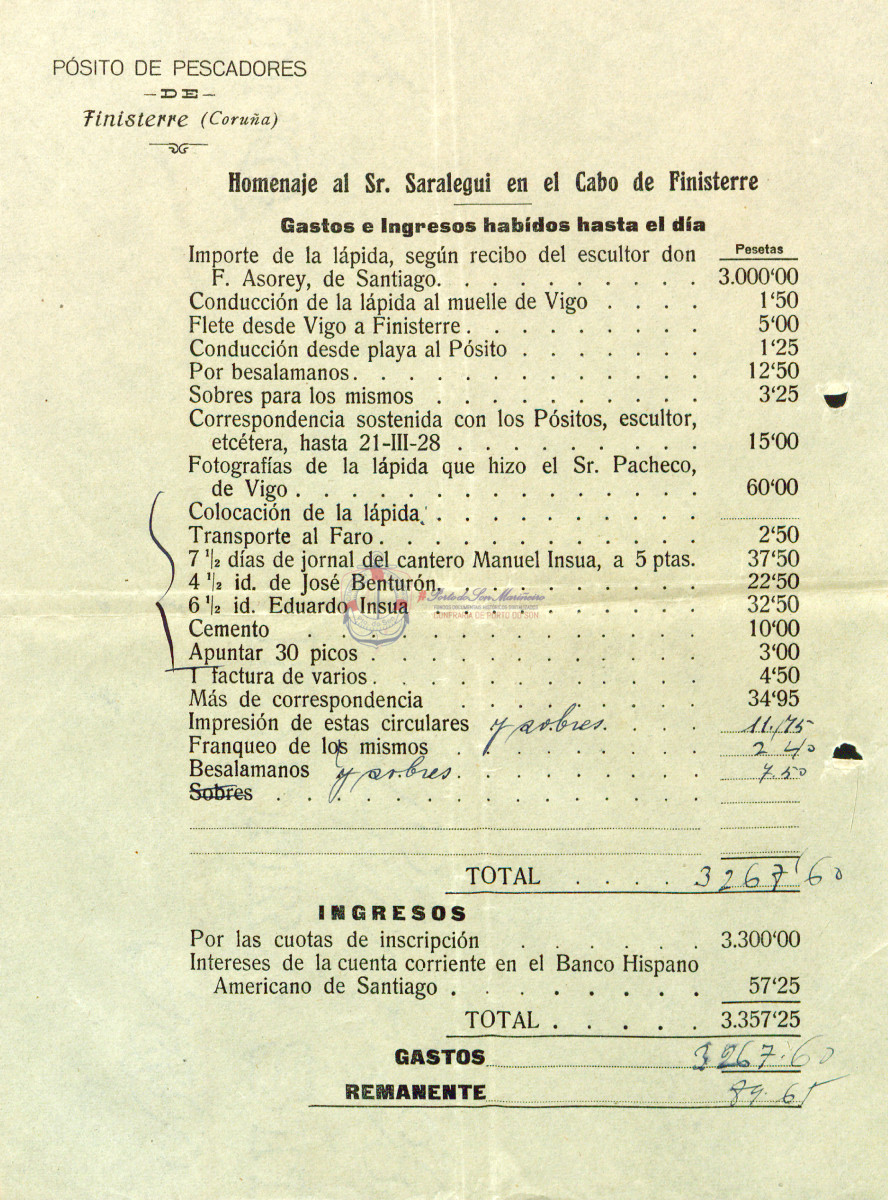 PÓSITO DE PESCADORES
— DE —
Finisterre (Coruña)
Homenaje al Sr. Saralegui en el Cabo de Finisterre
Gastos e Ingresos habídos hasta el día
Pesetas
Importe de la lápida, según recibo del escultor don
F. Asorey, de Santiago. . . . . . . . . . 3.000‘00
Conducción de la lápida al muelle de Vigo . . . . 1‘50
Flete desde Vigo a Finisterre . . . . . . . . . 5‘00
Conducción desde playa al Pósito . . . . . . . 1‘25
Por besalamanos. . . . . . . . . . . . . 12‘50
Sobres para los mismos . . . . . . . . . . 3‘25
Correspondencia sostenida con los Pósitos, escultor,
etcétera, hasta 21-III-28 . . . . . . . . . 15‘00
Fotografías de la lápida que hizo el Sr. Pacheco,
de Vigo . . . . . . . . . . . . . . . 60‘00
Colocación de la lápida . . . . . . . . . .
Transporte al Faro . . . . . . . . . . . . 2‘50
7 ½ días de jornal del cantero Manuel Insua, a 5 ptas. 37‘50
4 ½ id. de José Benturón. . . . . . . . . . 22‘50
6 ½ id. Eduardo Insua . . . . . . . . . . 32‘50
#PortodoSonMariñeiro
CONFRARÍA DE PORTO DO SON
Cemento . . . . . . . . . . . . . 10‘00
Apuntar 30 picos . . . . . . . . . . . 3‘00
1 factura de varios . . . . . . . . . . . 4‘50
Más de correspondencia . . . . . . . . . 34‘95
Impresión de estas circulares y sobres. . . . 11,75
Franqueo de los mismos . . . . . . . . 2 40
Besalamanos y sobres . . . . . . . . 7.50
Sobres . . . . . . . . . . . . . . .
TOTAL . . . . 3267‘60
INGRESOS
Por las cuotas de inscripción . . . . . . 3.300‘00
Intereses de la cuenta corriente en el Banco Hispano
Americano de Santiago . . . . . . . . 57‘25
TOTAL . . . . . 3.357‘25
GASTOS 3267.60
REMANENTE 89.65